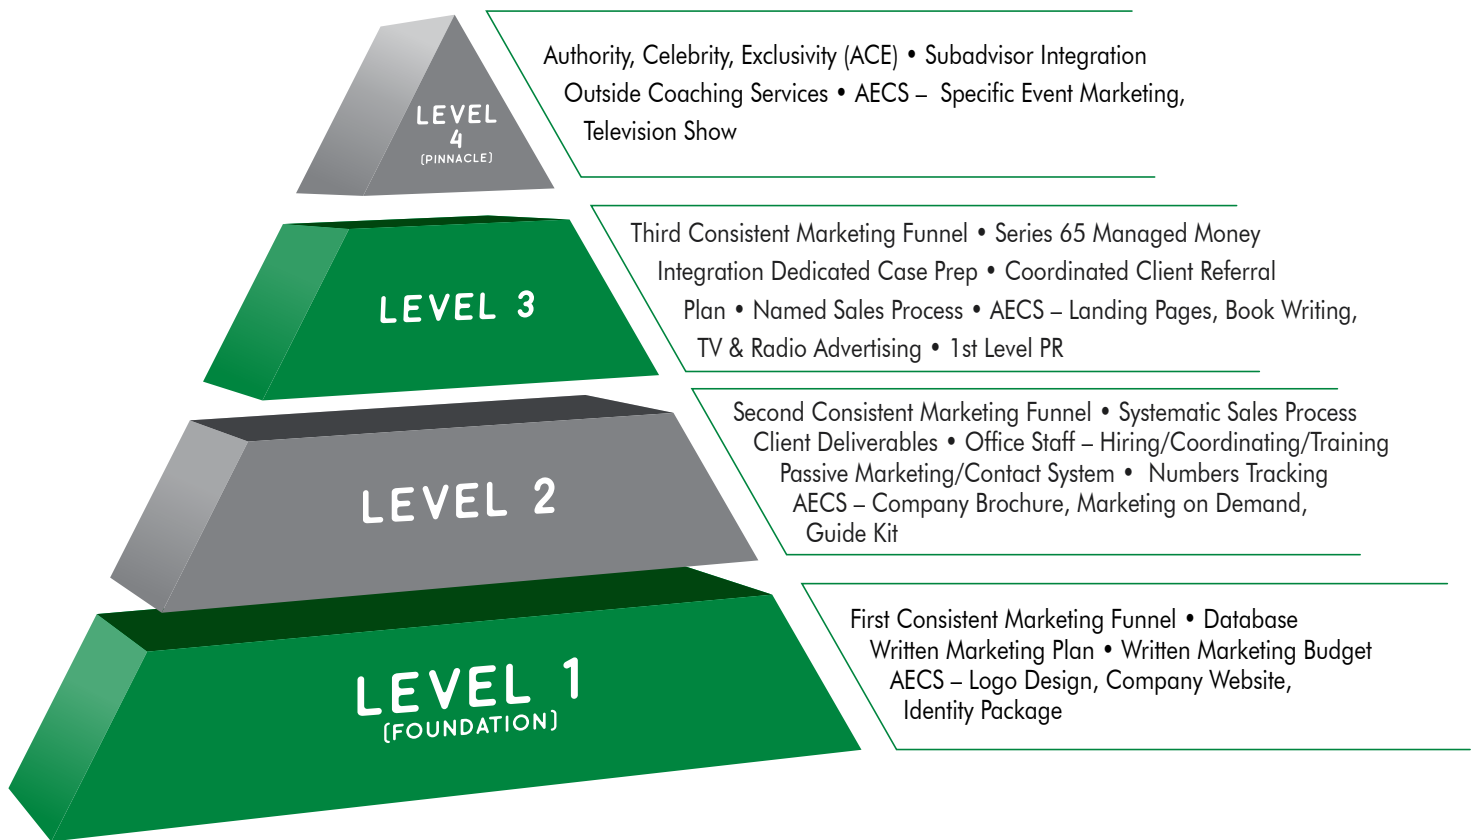 LEVEL
4
(PINNACLE)
Authority, Celebrity, Exclusivity (ACE) • Subadvisor Integration
Outside Coaching Services • AECS – Specific Event Marketing,
Television Show
LEVEL 3
Third Consistent Marketing Funnel • Series 65 Managed Money
Integration Dedicated Case Prep • Coordinated Client Referral
Plan • Named Sales Process • AECS – Landing Pages, Book Writing,
TV & Radio Advertising • 1st Level PR
LEVEL 2
Second Consistent Marketing Funnel • Systematic Sales Process
Client Deliverables • Office Staff – Hiring/Coordinating/Training
Passive Marketing/Contact System • Numbers Tracking
AECS – Company Brochure, Marketing on Demand,
Guide Kit
LEVEL 1
(FOUNDATION)
First Consistent Marketing Funnel • Database
Written Marketing Plan • Written Marketing Budget
AECS – Logo Design, Company Website,
Identity Package